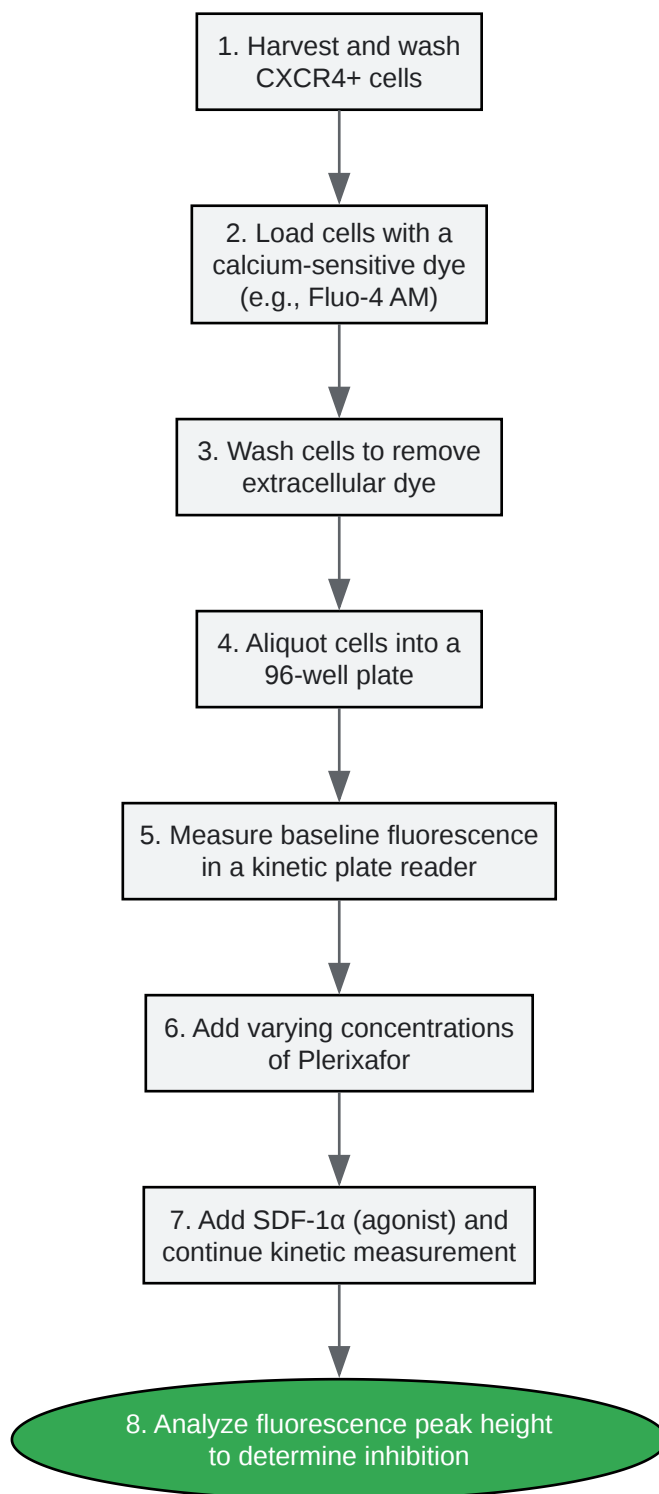 1. Harvest and wash
CXCR4+ cells
2. Load cells with a
calcium-sensitive dye
(e.g., Fluo-4 AM)
3. Wash cells to remove
extracellular dye
4. Aliquot cells into a
96-well plate
5. Measure baseline fluorescence
in a kinetic plate reader
6. Add varying concentrations
of Plerixafor
7. Add SDF-1α (agonist) and
continue kinetic measurement
8. Analyze fluorescence peak height
to determine inhibition